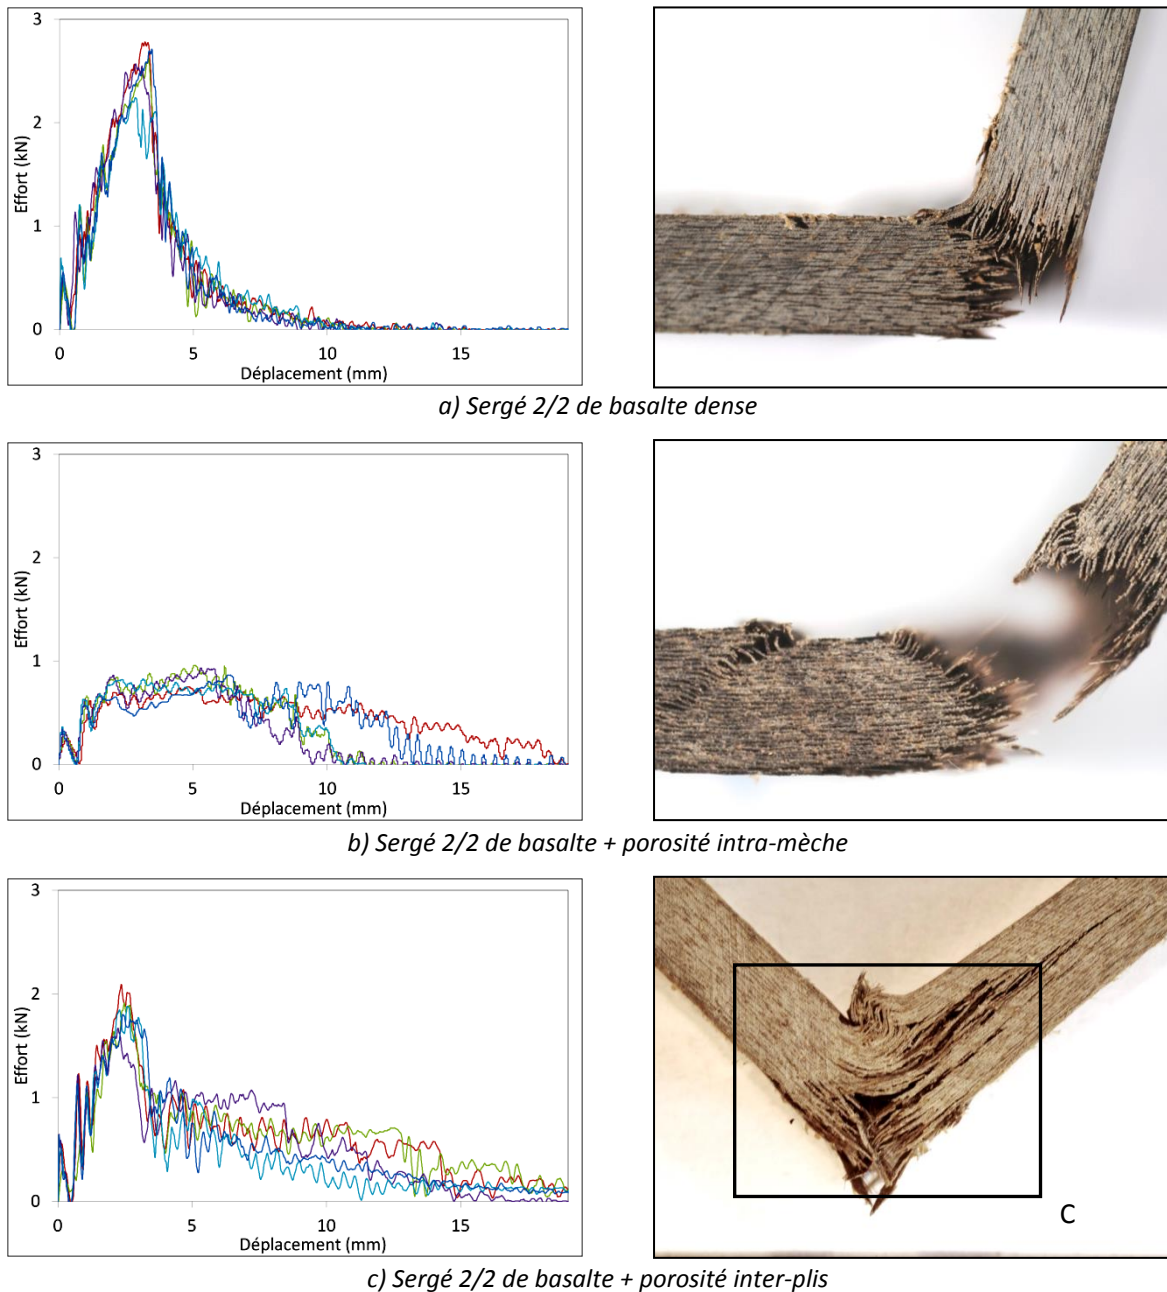 3
2
1
0
Effort (kN)
0 5 10 15
Déplacement (mm)
a) Sergé 2/2 de basalte dense
3
2
1
0
Effort (kN)
0 5 10 15
Déplacement (mm)
b) Sergé 2/2 de basalte + porosité intra-mèche
3
2
1
0
Effort (kN)
0 5 10 15
Déplacement (mm)
C
c) Sergé 2/2 de basalte + porosité inter-plis